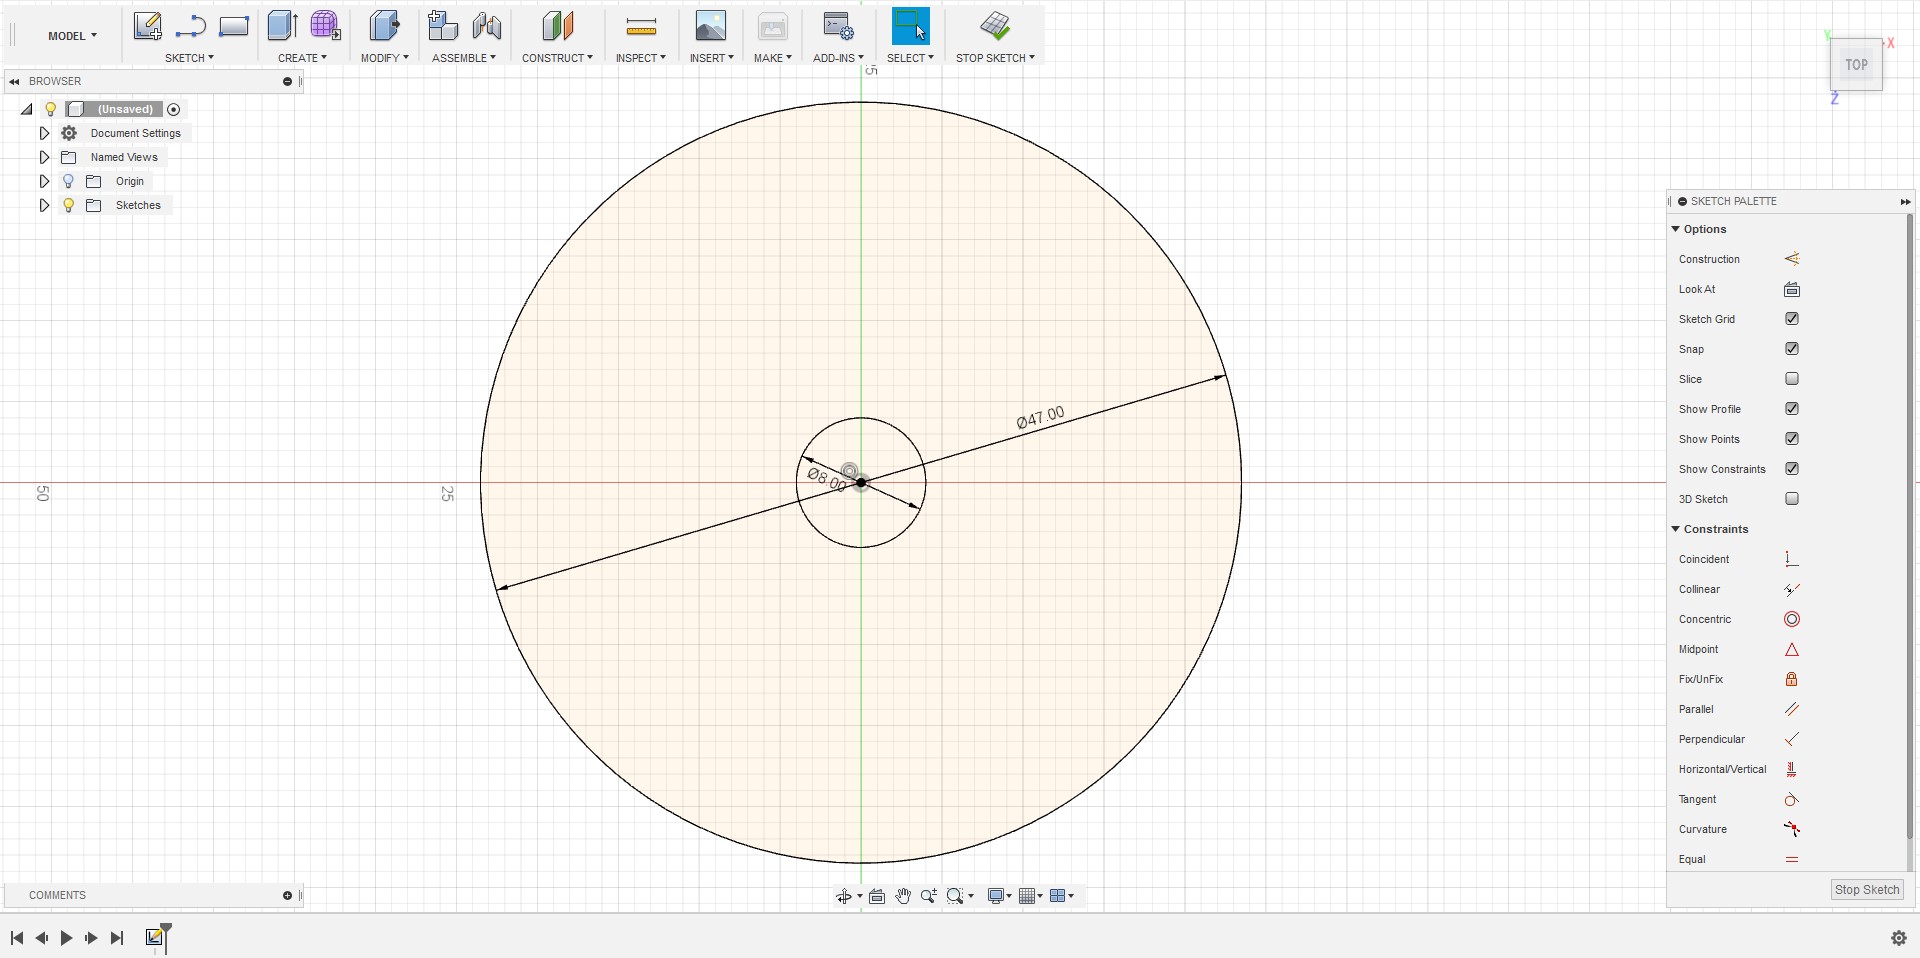 MODEL
SKETCH
CREATE
MODIFY
ASSEMBLE
CONSTRUCT
INSPECT
INSERT
MAKE
ADD-INS
SELECT
STOP SKETCH
BROWSER
(Unsaved)
Document Settings
Named Views
Origin
Sketches
Y
X
TOP
Z
Ø47.00
Ø8.00
50
25
SKETCH PALETTE
Options
Construction
Look At
Sketch Grid
Snap
Slice
Show Profile
Show Points
Show Constraints
3D Sketch
Constraints
Coincident
Collinear
Concentric
Midpoint
Fix/UnFix
Parallel
Perpendicular
Horizontal/Vertical
Tangent
Curvature
Equal
Stop Sketch
COMMENTS